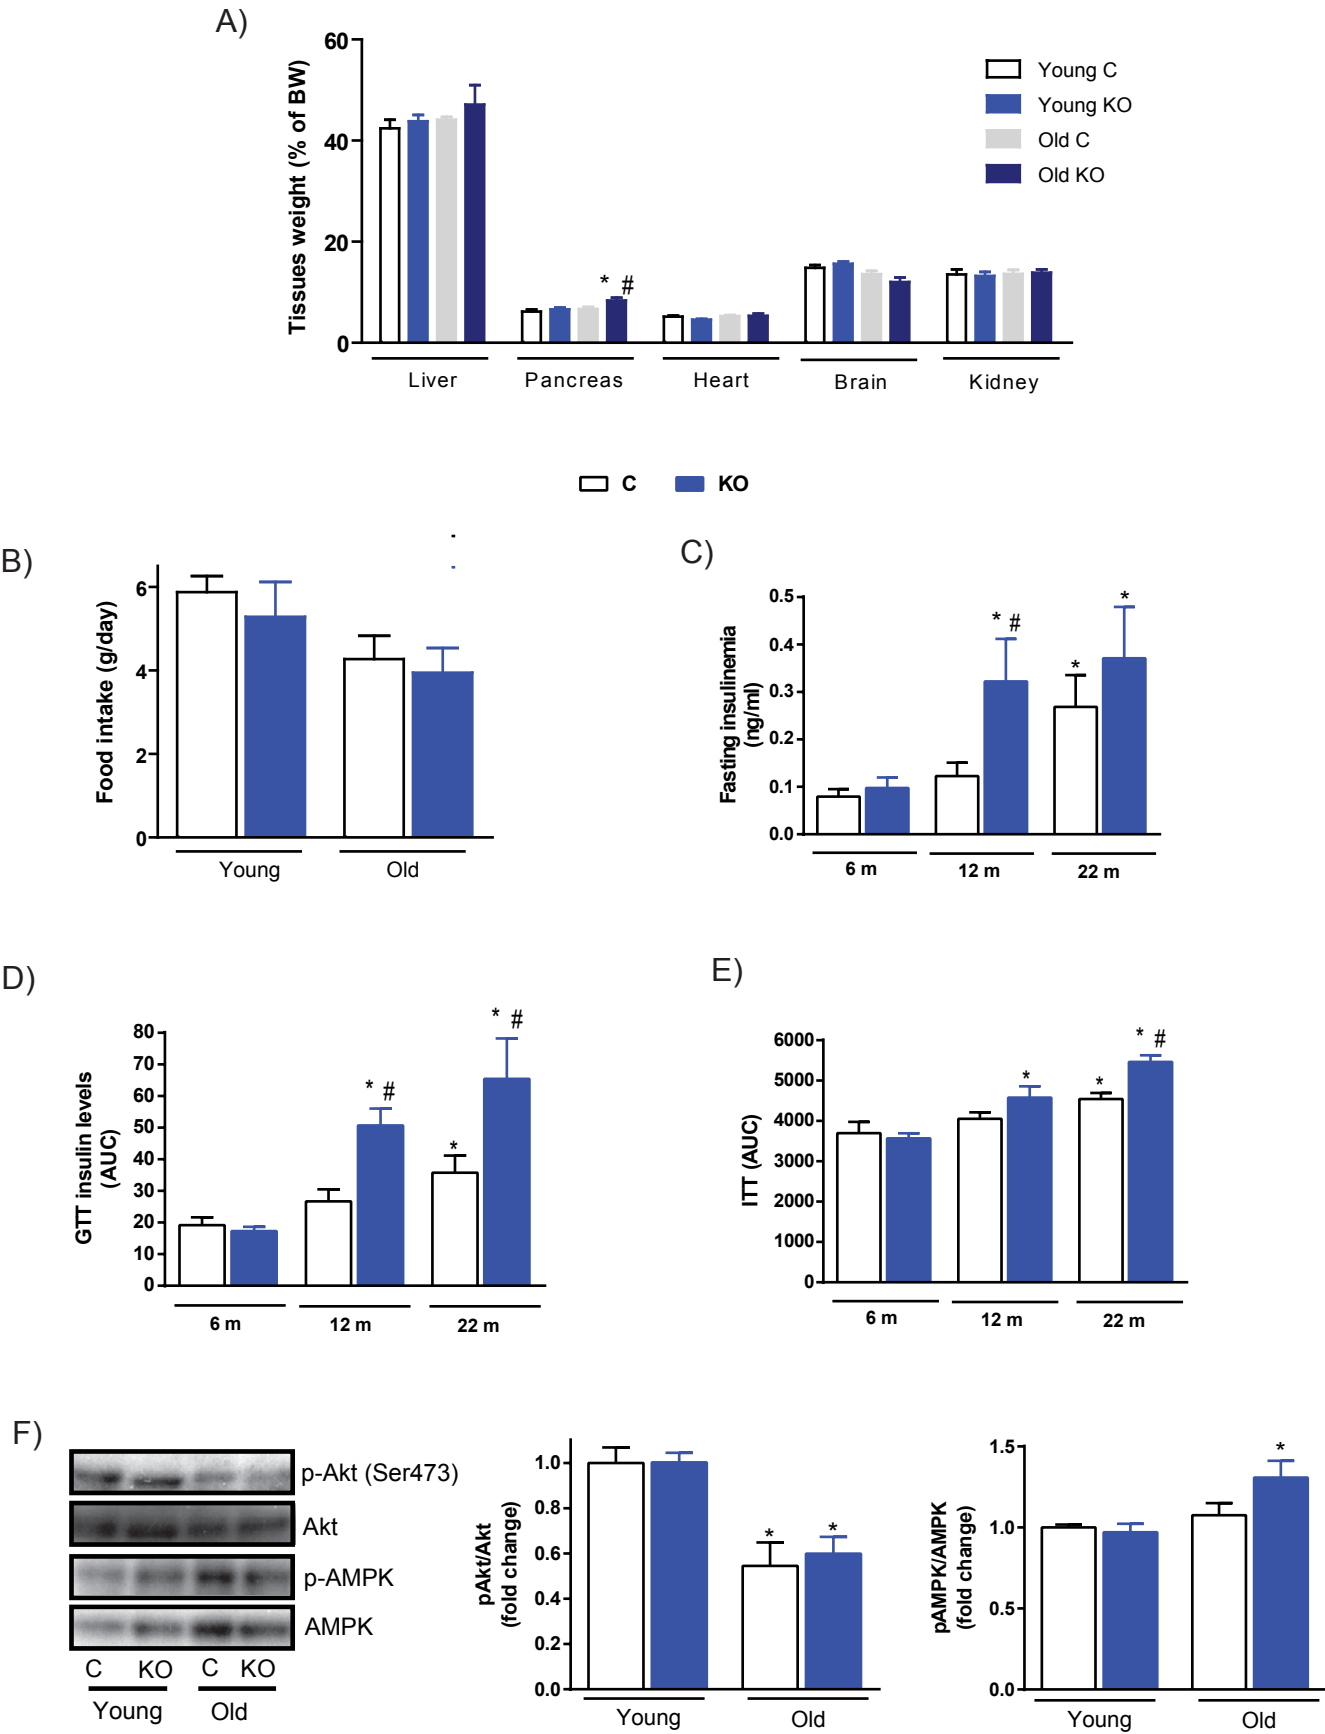 A)
Tissues weight (% of BW)
60
40
20
0
* #
Liver Pancreas Heart Brain Kidney
Young C
Young KO
Old C
Old KO
C KO
B)
Food intake (g/day)
6
4
2
0
Young Old
C)
Fasting insulinemia
(ng/ml)
0.5
0.4
0.3
0.2
0.1
0.0
* #
*
*
6 m 12 m 22 m
D)
GTT insulin levels
(AUC)
80
70
60
50
40
30
20
10
0
* #
*
* #
6 m 12 m 22 m
E)
ITT (AUC)
6000
5000
4000
3000
2000
1000
0
*
*
* #
6 m 12 m 22 m
F)
p-Akt (Ser473)
Akt
p-AMPK
AMPK
C KO C KO
Young Old
pAkt/Akt
(fold change)
1.0
0.8
0.6
0.4
0.2
0.0
* *
Young Old
pAMPK/AMPK
(fold change)
1.5
1.0
0.5
0.0
*
Young Old